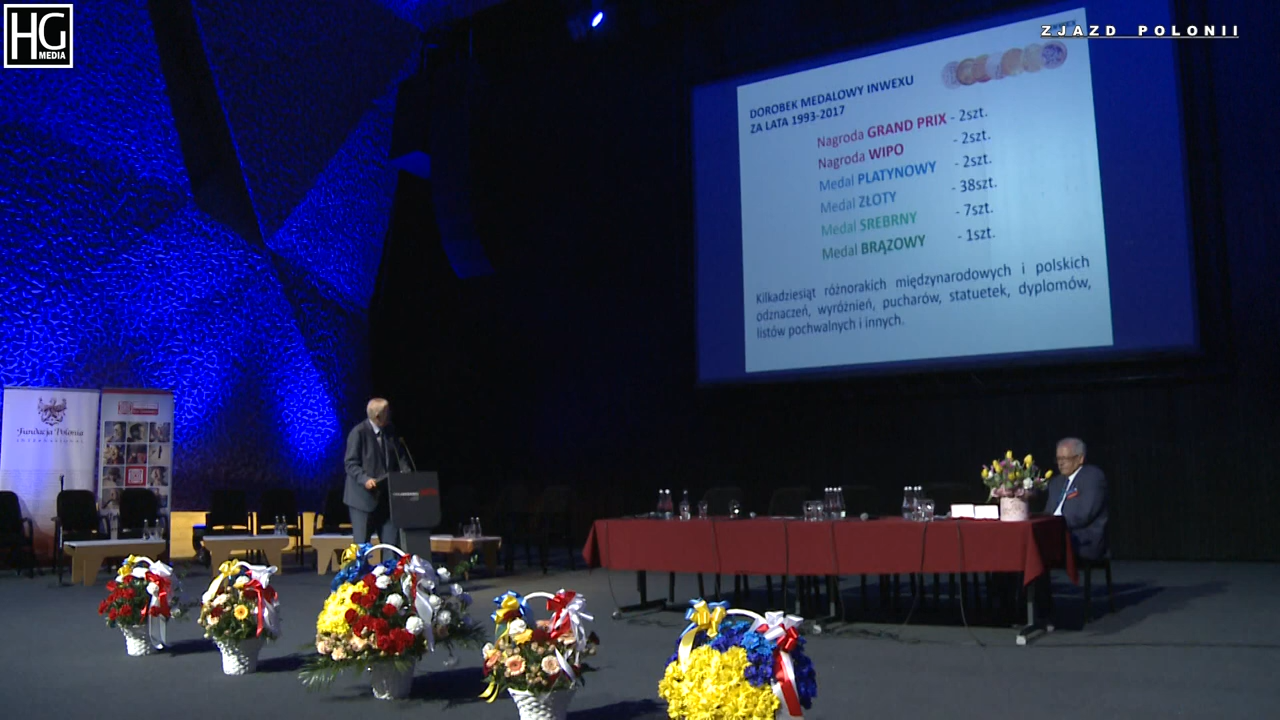 HG
MEDIA
ZJAZD POLONII
DOROBEK MEDALOWY INWEXU
ZA LATA 1993-2017
Nagroda GRAND PRIX - 2szt.
Nagroda WIPO - 2szt.
Medal PLATYNOWY - 2szt.
Medal ZŁOTY - 38szt.
Medal SREBRNY - 7szt.
Medal BRĄZOWY - 1szt.
Kilkadziesiąt różnorakich międzynarodowych i polskich
odznaczeń, wyróżnień, pucharów, statuetek, dyplomów,
listów pochwalnych i innych.
Fundacja Polonia
INTERNATIONAL